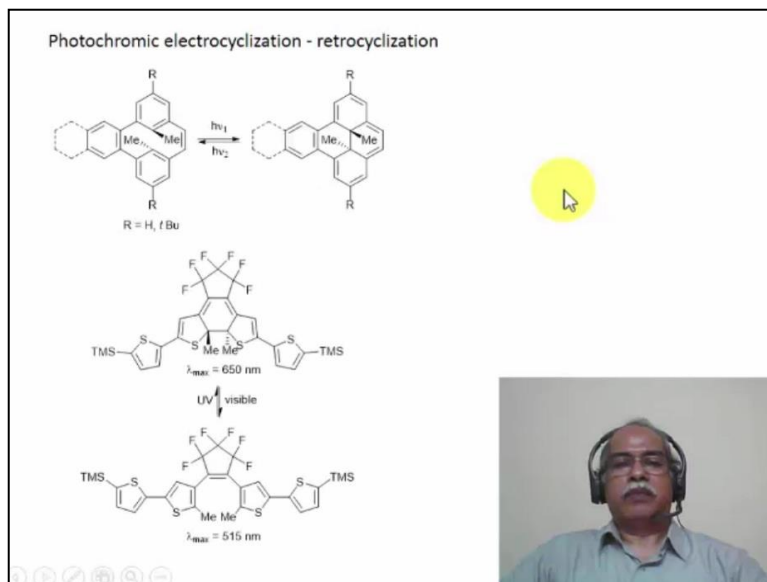 Photochromic electrocyclization - retrocyclization
R
R
Me
Me
hν₁
hν₂
Me
Me
R
R
R = H, t Bu
F F
F F
F F
S S
TMS S Me Me S TMS
λmax = 650 nm
UV visible
F F
F F
F F
TMS TMS
S S S S
Me Me
λmax = 515 nm